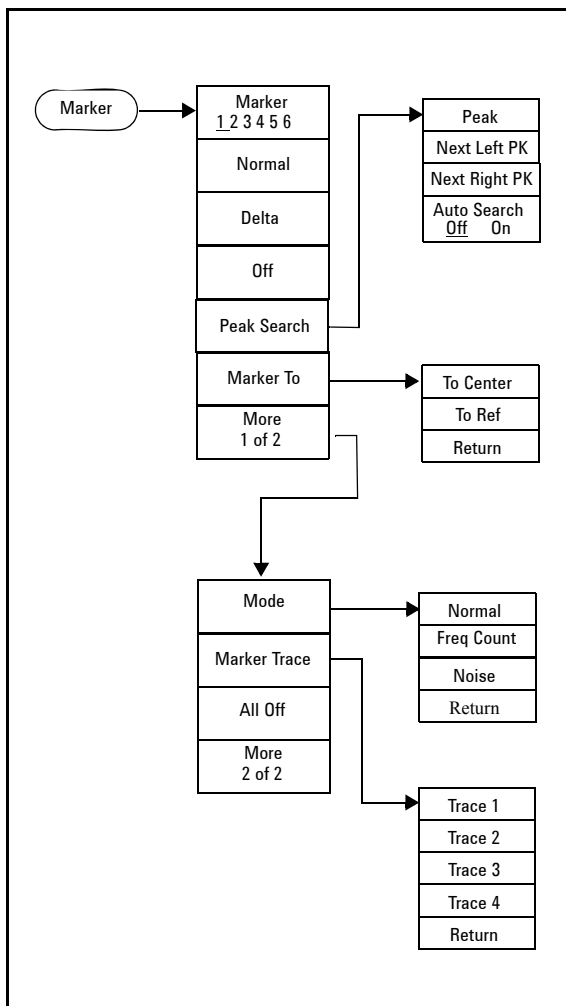 Marker
Marker
1 2 3 4 5 6
Normal
Delta
Off
Peak Search
Marker To
More
1 of 2
Peak
Next Left PK
Next Right PK
Auto Search
Off On
To Center
To Ref
Return
Mode
Marker Trace
All Off
More
2 of 2
Normal
Freq Count
Noise
Return
Trace 1
Trace 2
Trace 3
Trace 4
Return